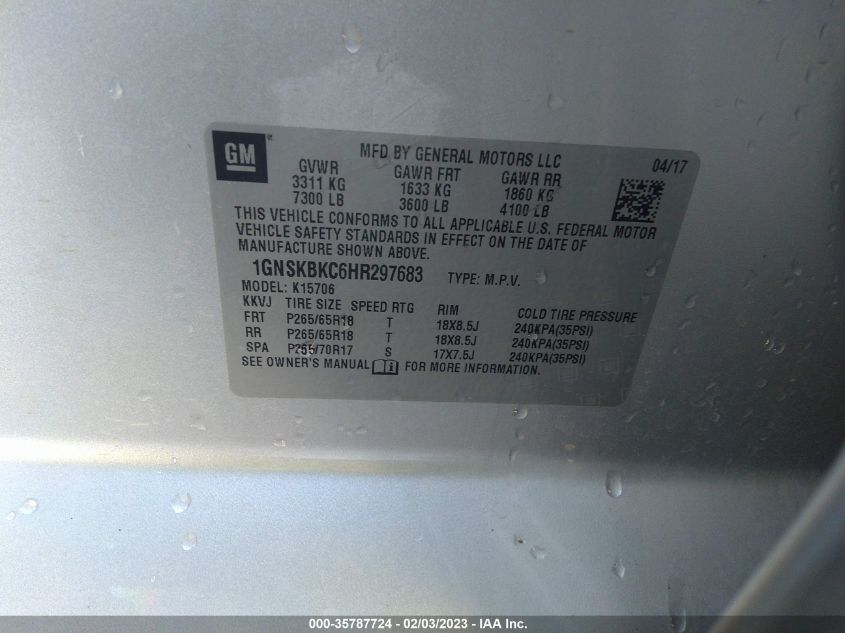 GM®
MFD BY GENERAL MOTORS LLC
04/17
GVWR GAWR FRT GAWR RR
3311 KG 1633 KG 1860 KG
7300 LB 3600 LB 4100 LB
THIS VEHICLE CONFORMS TO ALL APPLICABLE U.S. FEDERAL MOTOR
VEHICLE SAFETY STANDARDS IN EFFECT ON THE DATE OF
MANUFACTURE SHOWN ABOVE.
1GNSKBKC6HR297683 TYPE: M.P.V.
MODEL: K15706
KKVJ TIRE SIZE SPEED RTG RIM COLD TIRE PRESSURE
FRT P265/65R18 T 18X8.5J 240KPA(35PSI)
RR P265/65R18 T 18X8.5J 240KPA(35PSI)
SPA P265/70R17 S 17X7.5J 240KPA(35PSI)
SEE OWNER'S MANUAL FOR MORE INFORMATION.
000-35787724 - 02/03/2023 - IAA Inc.